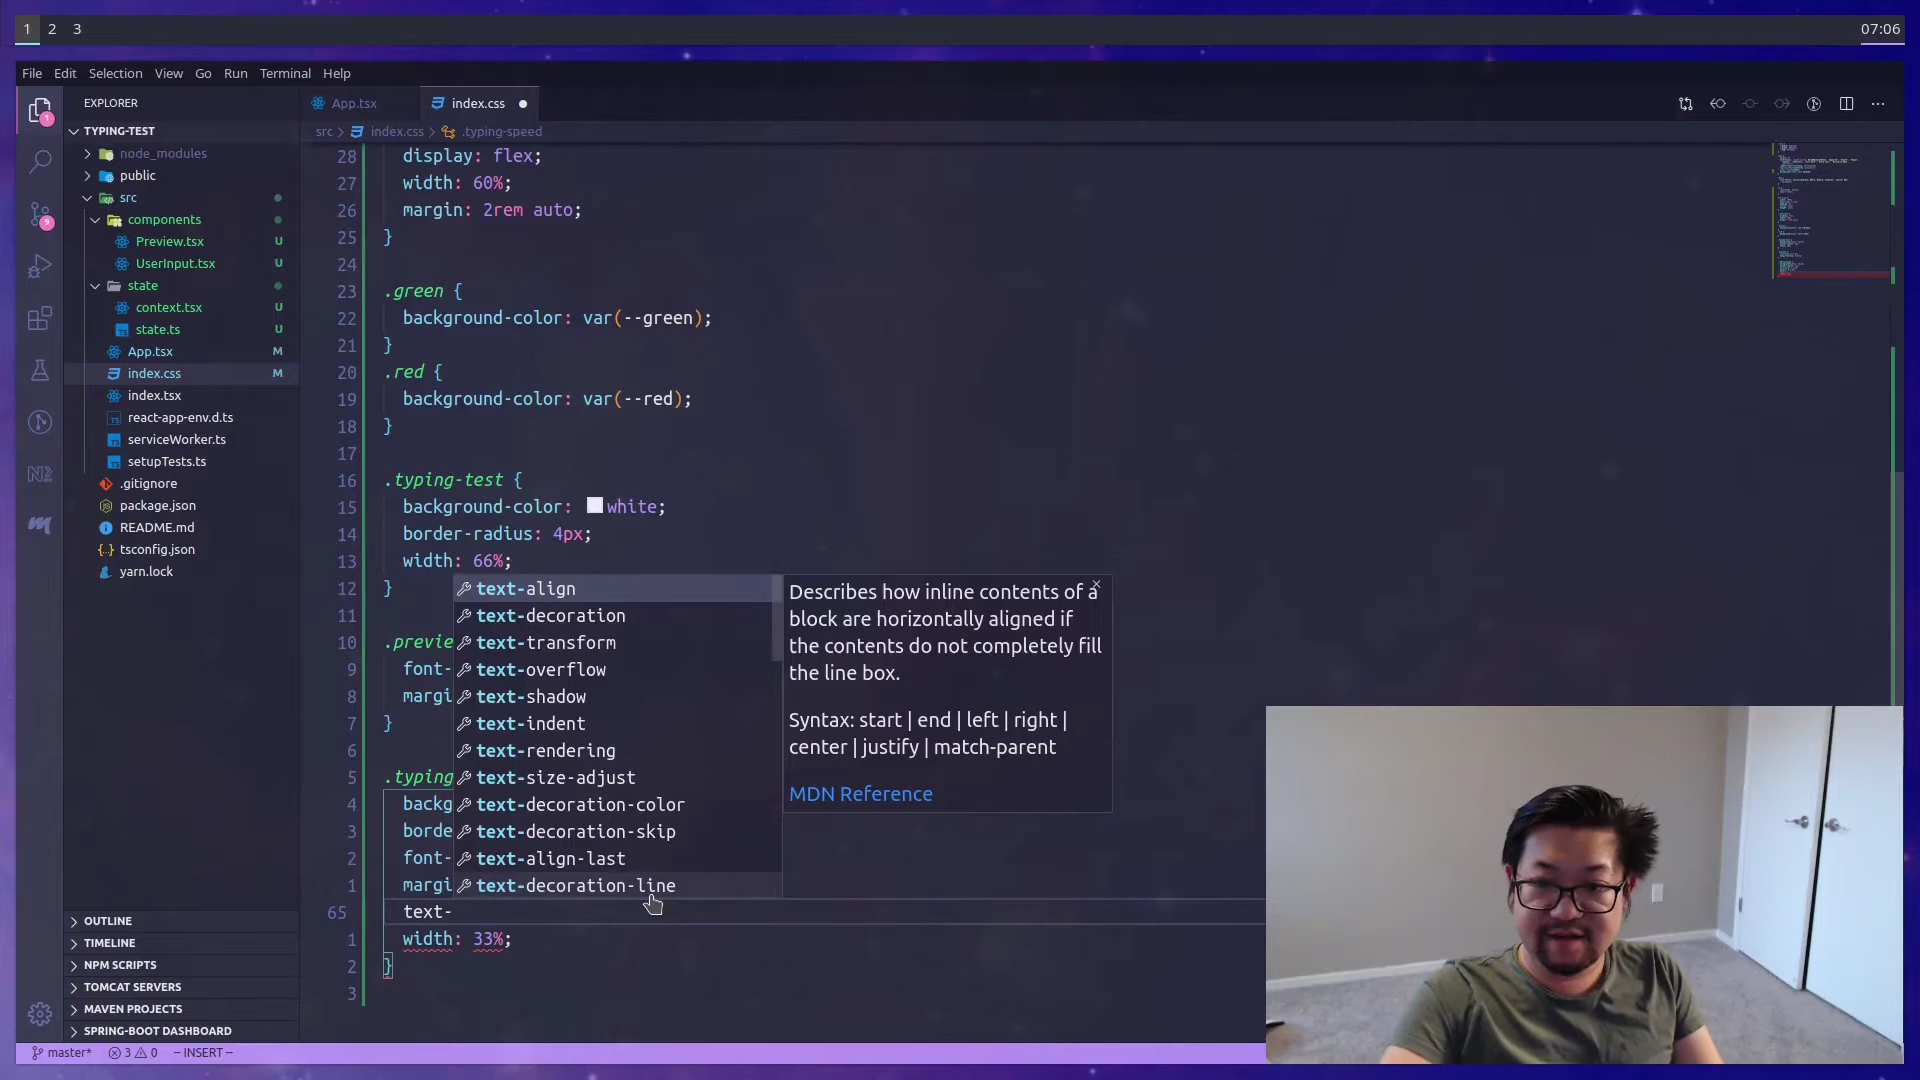 1 2 3
07:06
File Edit Selection View Go Run Terminal Help
EXPLORER
TYPING-TEST
node_modules
public
src
components
Preview.tsx U
UserInput.tsx U
state
context.tsx U
state.ts U
App.tsx M
index.css M
index.tsx
react-app-env.d.ts
serviceWorker.ts
setupTests.ts
.gitignore
package.json
README.md
tsconfig.json
yarn.lock
OUTLINE
TIMELINE
NPM SCRIPTS
TOMCAT SERVERS
MAVEN PROJECTS
SPRING-BOOT DASHBOARD
1
9
App.tsx index.css
src > index.css > .typing-speed
28 display: flex;
27 width: 60%;
26 margin: 2rem auto;
25 }
24
23 .green {
22 background-color: var(--green);
21 }
20 .red {
19 background-color: var(--red);
18 }
17
16 .typing-test {
15 background-color: white;
14 border-radius: 4px;
13 width: 66%;
12 }
11
10 .previe
9 font-
8 margi
7 }
6
5 .typing
4 backg
3 borde
2 font-
1 margi
65 text-
1 width: 33%;
2 }
3
text-align
text-decoration
text-transform
text-overflow
text-shadow
text-indent
text-rendering
text-size-adjust
text-decoration-color
text-decoration-skip
text-align-last
text-decoration-line
Describes how inline contents of a
block are horizontally aligned if
the contents do not completely fill
the line box.
Syntax: start | end | left | right |
center | justify | match-parent
MDN Reference
master* 3 0 -- INSERT --